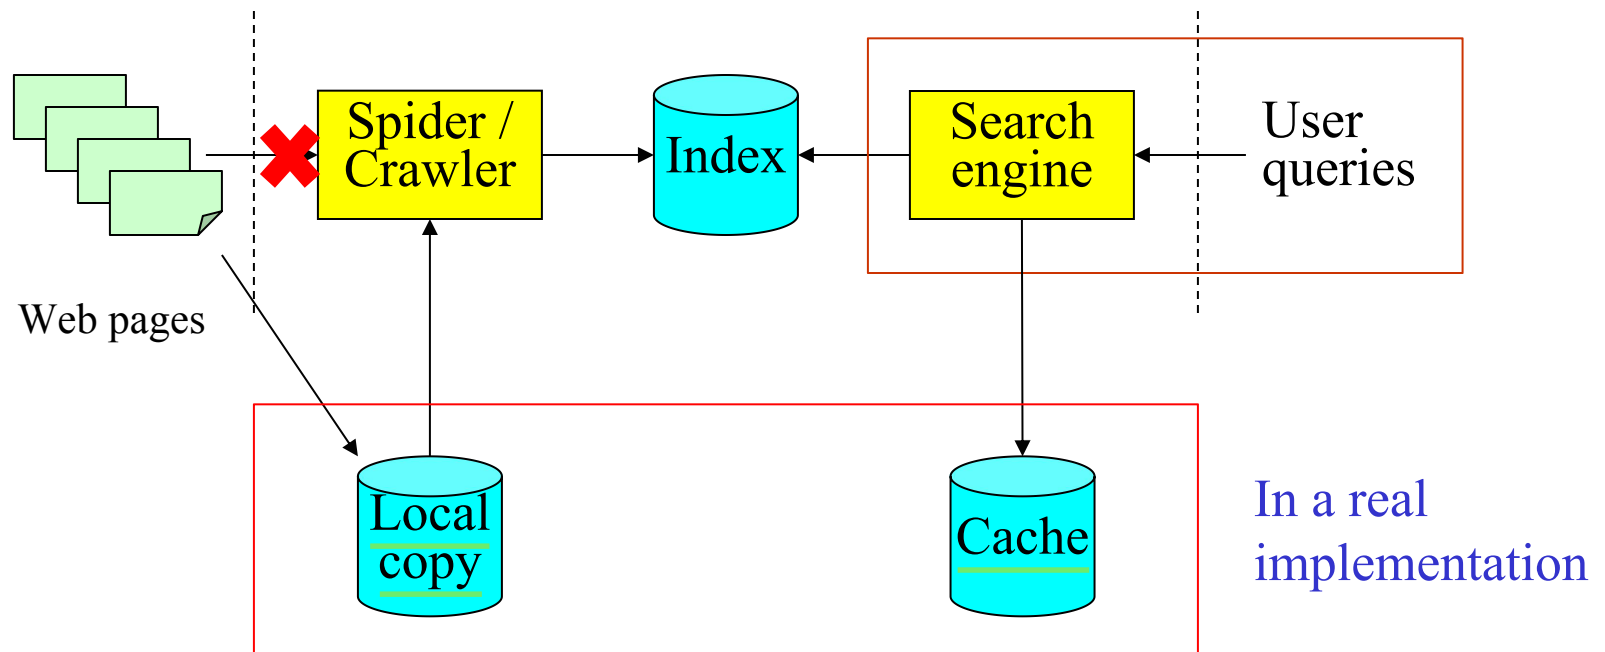 Spider /
Crawler
Index
Search
engine
User
queries
Web pages
Local
copy
Cache
In a real
implementation